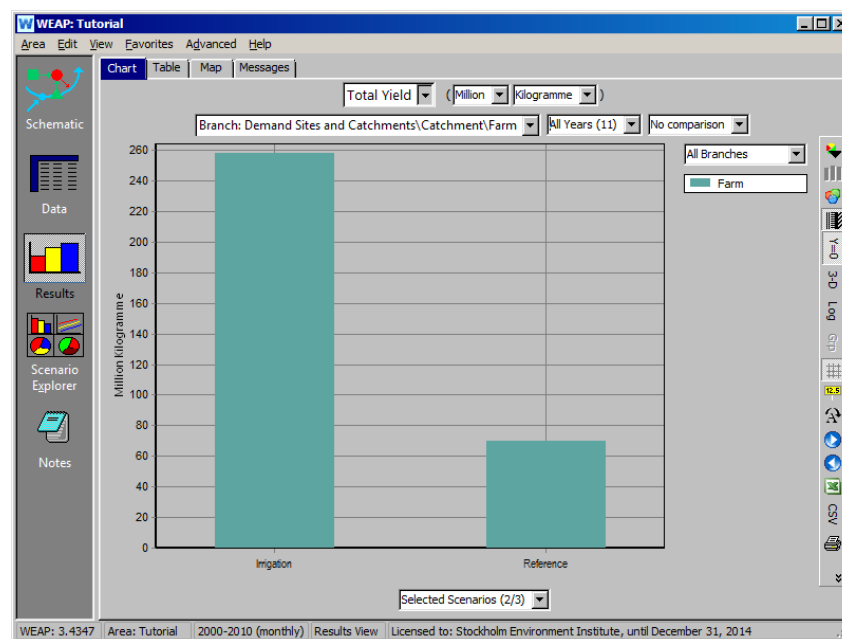 WEAP: Tutorial
Area Edit View Favorites Advanced Help
Chart Table Map Messages
Total Yield ( Million Kilogramme )
Branch: Demand Sites and Catchments\Catchment\Farm All Years (11) No comparison
All Branches
Farm
Schematic
Data
Results
Scenario
Explorer
Notes
Million Kilogramme
260
240
220
200
180
160
140
120
100
80
60
40
20
0
Irrigation Reference
Selected Scenarios (2/3)
Y=0
3-D
Log
Grp
12.5
A
CSV
WEAP: 3.4347 Area: Tutorial 2000-2010 (monthly) Results View Licensed to: Stockholm Environment Institute, until December 31, 2014